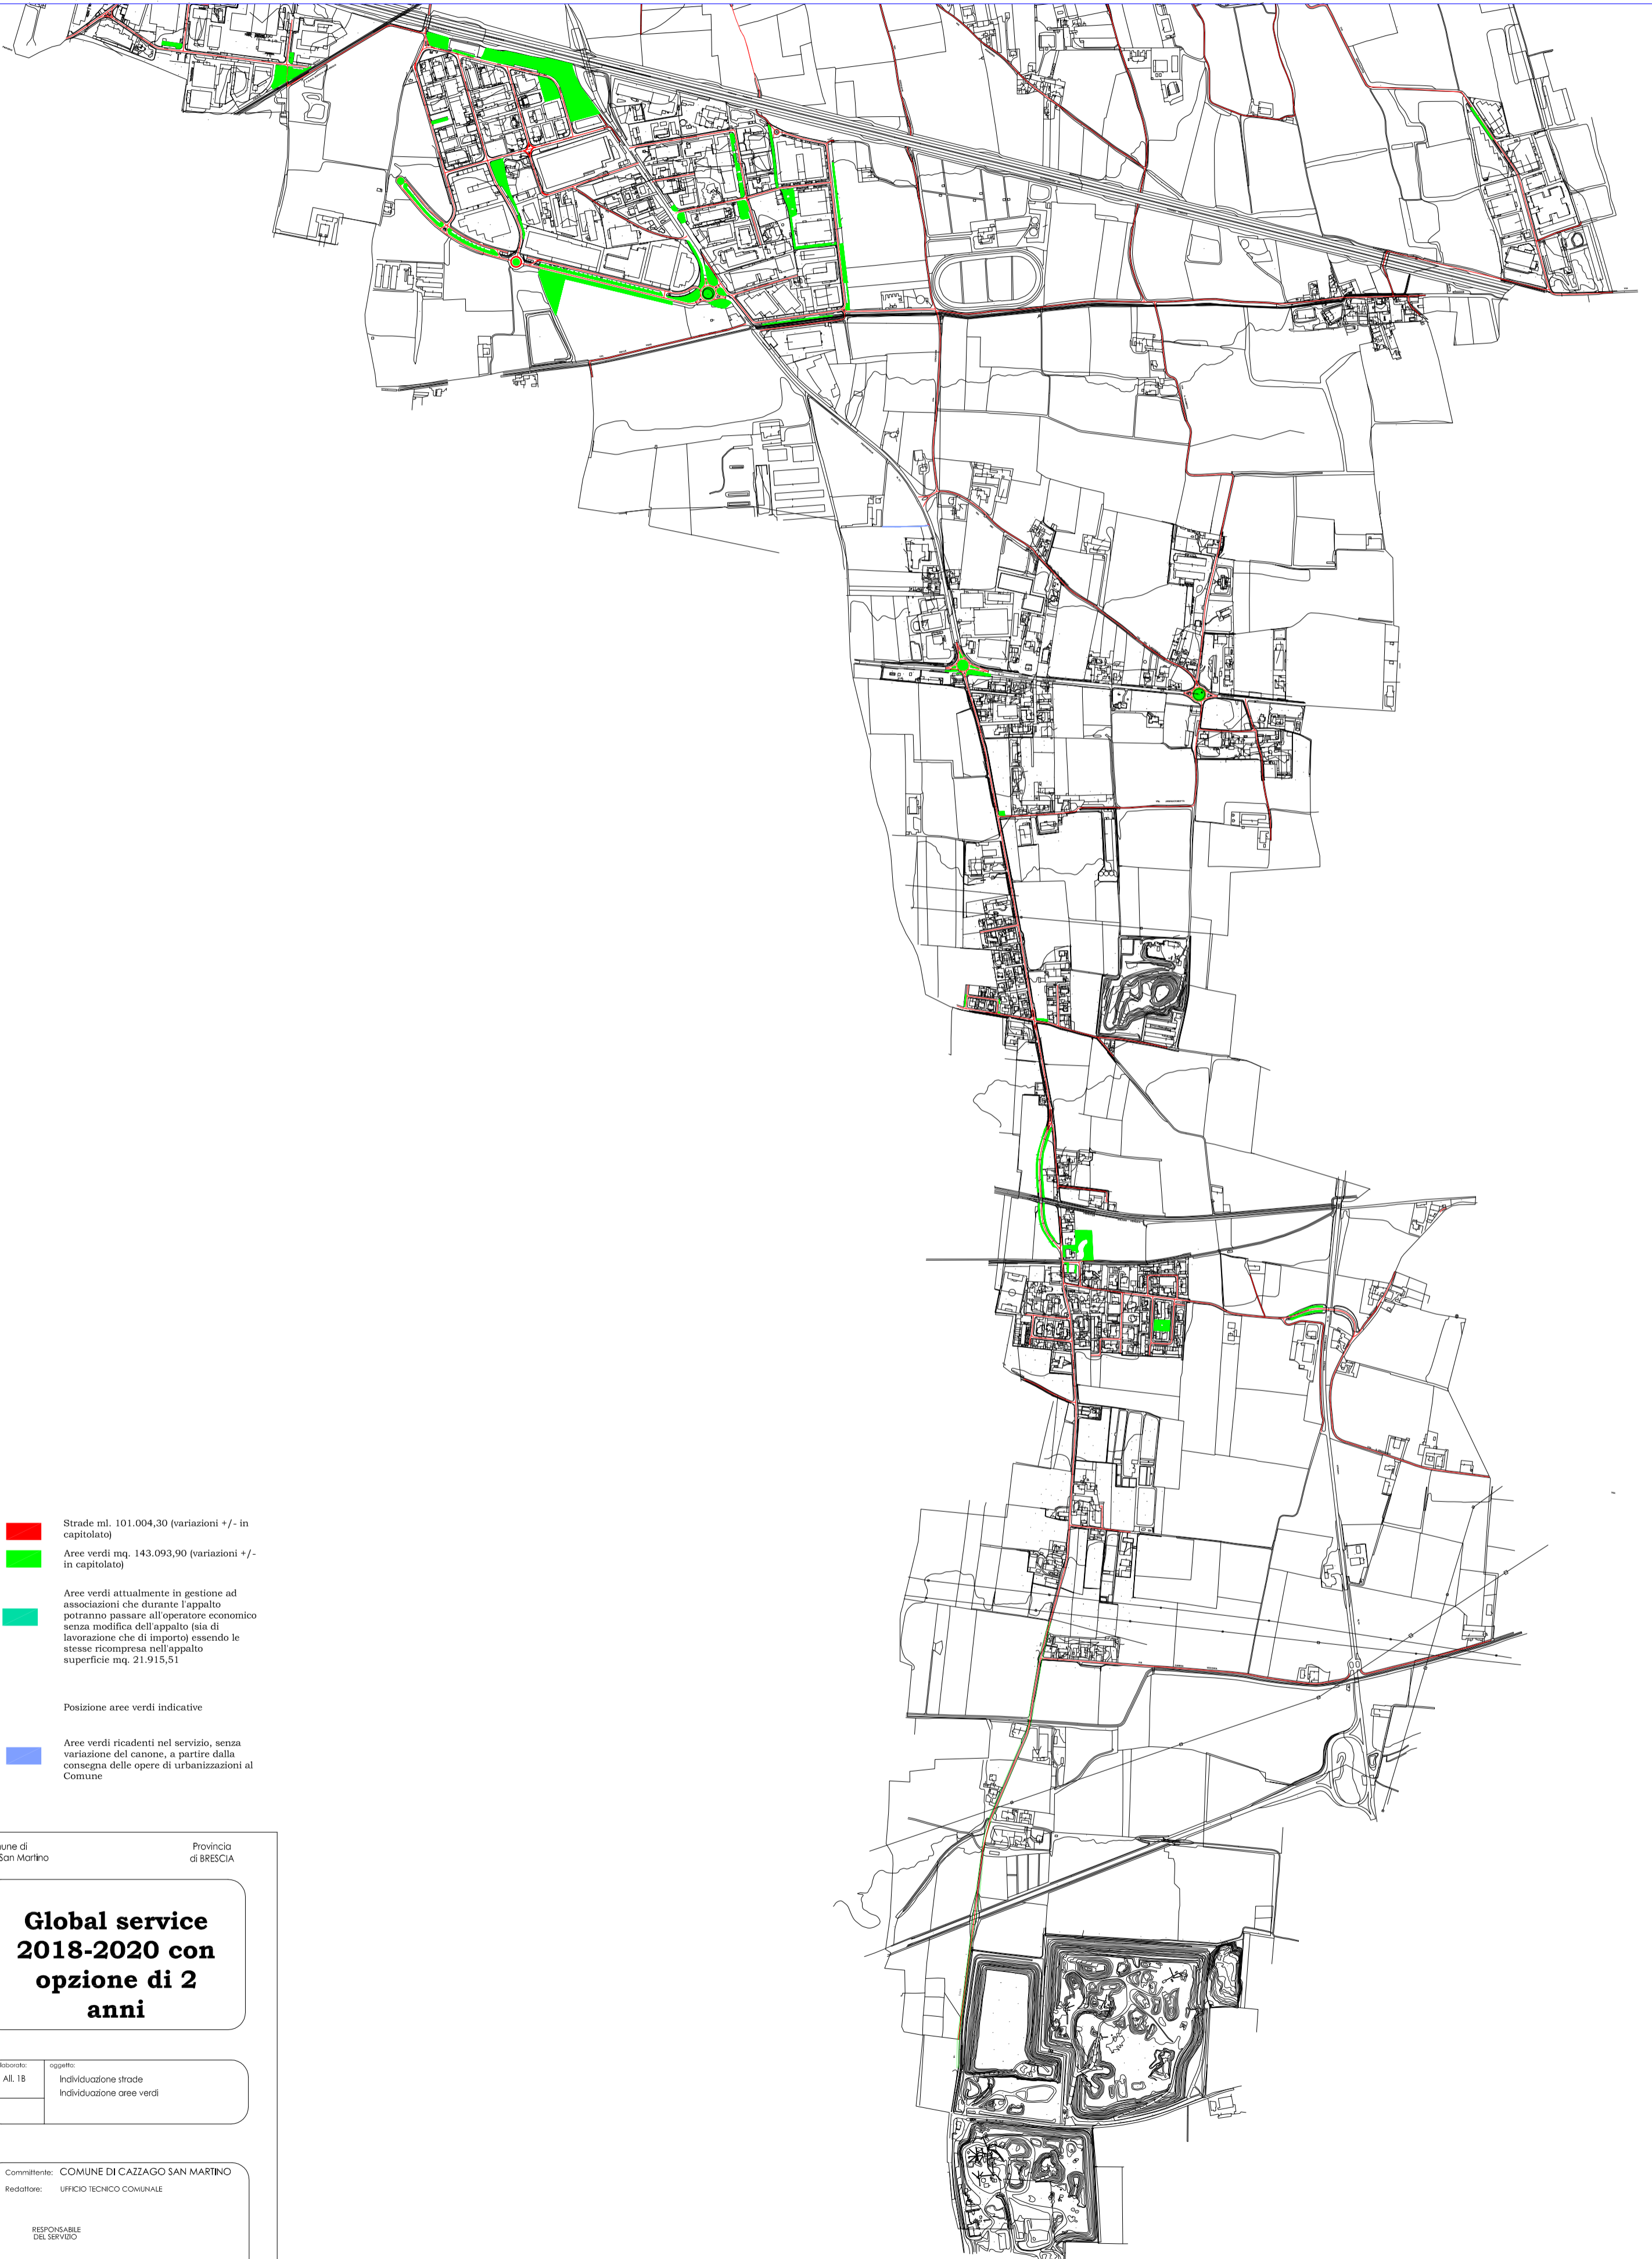 Strade ml. 101.004,30 (variazioni +/- in
capitolato)
Aree verdi mq. 143.093,90 (variazioni +/-
in capitolato)
Aree verdi attualmente in gestione ad
associazioni che durante l'appalto
potranno passare all'operatore economico
senza modifica dell'appalto (sia di
lavorazione che di importo) essendo le
stesse ricompresa nell'appalto
superficie mq. 21.915,51
Posizione aree verdi indicative
Aree verdi ricadenti nel servizio, senza
variazione del canone, a partire dalla
consegna delle opere di urbanizzazioni al
Comune
une di
San Martino
Provincia
di BRESCIA
Global service
2018-2020 con
opzione di 2
anni
laborato:
All. 1B
oggetto:
Individuazione strade
Individuazione aree verdi
Committente: COMUNE DI CAZZAGO SAN MARTINO
Redattore: UFFICIO TECNICO COMUNALE
RESPONSABILE
DEL SERVIZIO